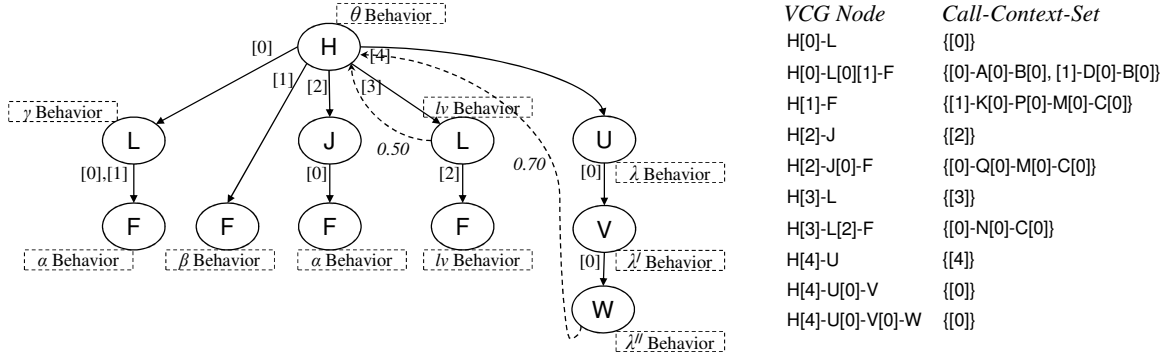 θ Behavior
H
[0]
[1]
[2]
[3]
[4]
γ Behavior
lv Behavior
L
J
L
U
0.50
0.70
λ Behavior
[0],[1]
[0]
[2]
[0]
F
F
F
F
V
α Behavior
β Behavior
α Behavior
lv Behavior
λ/ Behavior
[0]
W
λ// Behavior
VCG Node Call-Context-Set
H[0]-L {[0]}
H[0]-L[0][1]-F {[0]-A[0]-B[0], [1]-D[0]-B[0]}
H[1]-F {[1]-K[0]-P[0]-M[0]-C[0]}
H[2]-J {[2]}
H[2]-J[0]-F {[0]-Q[0]-M[0]-C[0]}
H[3]-L {[3]}
H[3]-L[2]-F {[0]-N[0]-C[0]}
H[4]-U {[4]}
H[4]-U[0]-V {[0]}
H[4]-U[0]-V[0]-W {[0]}